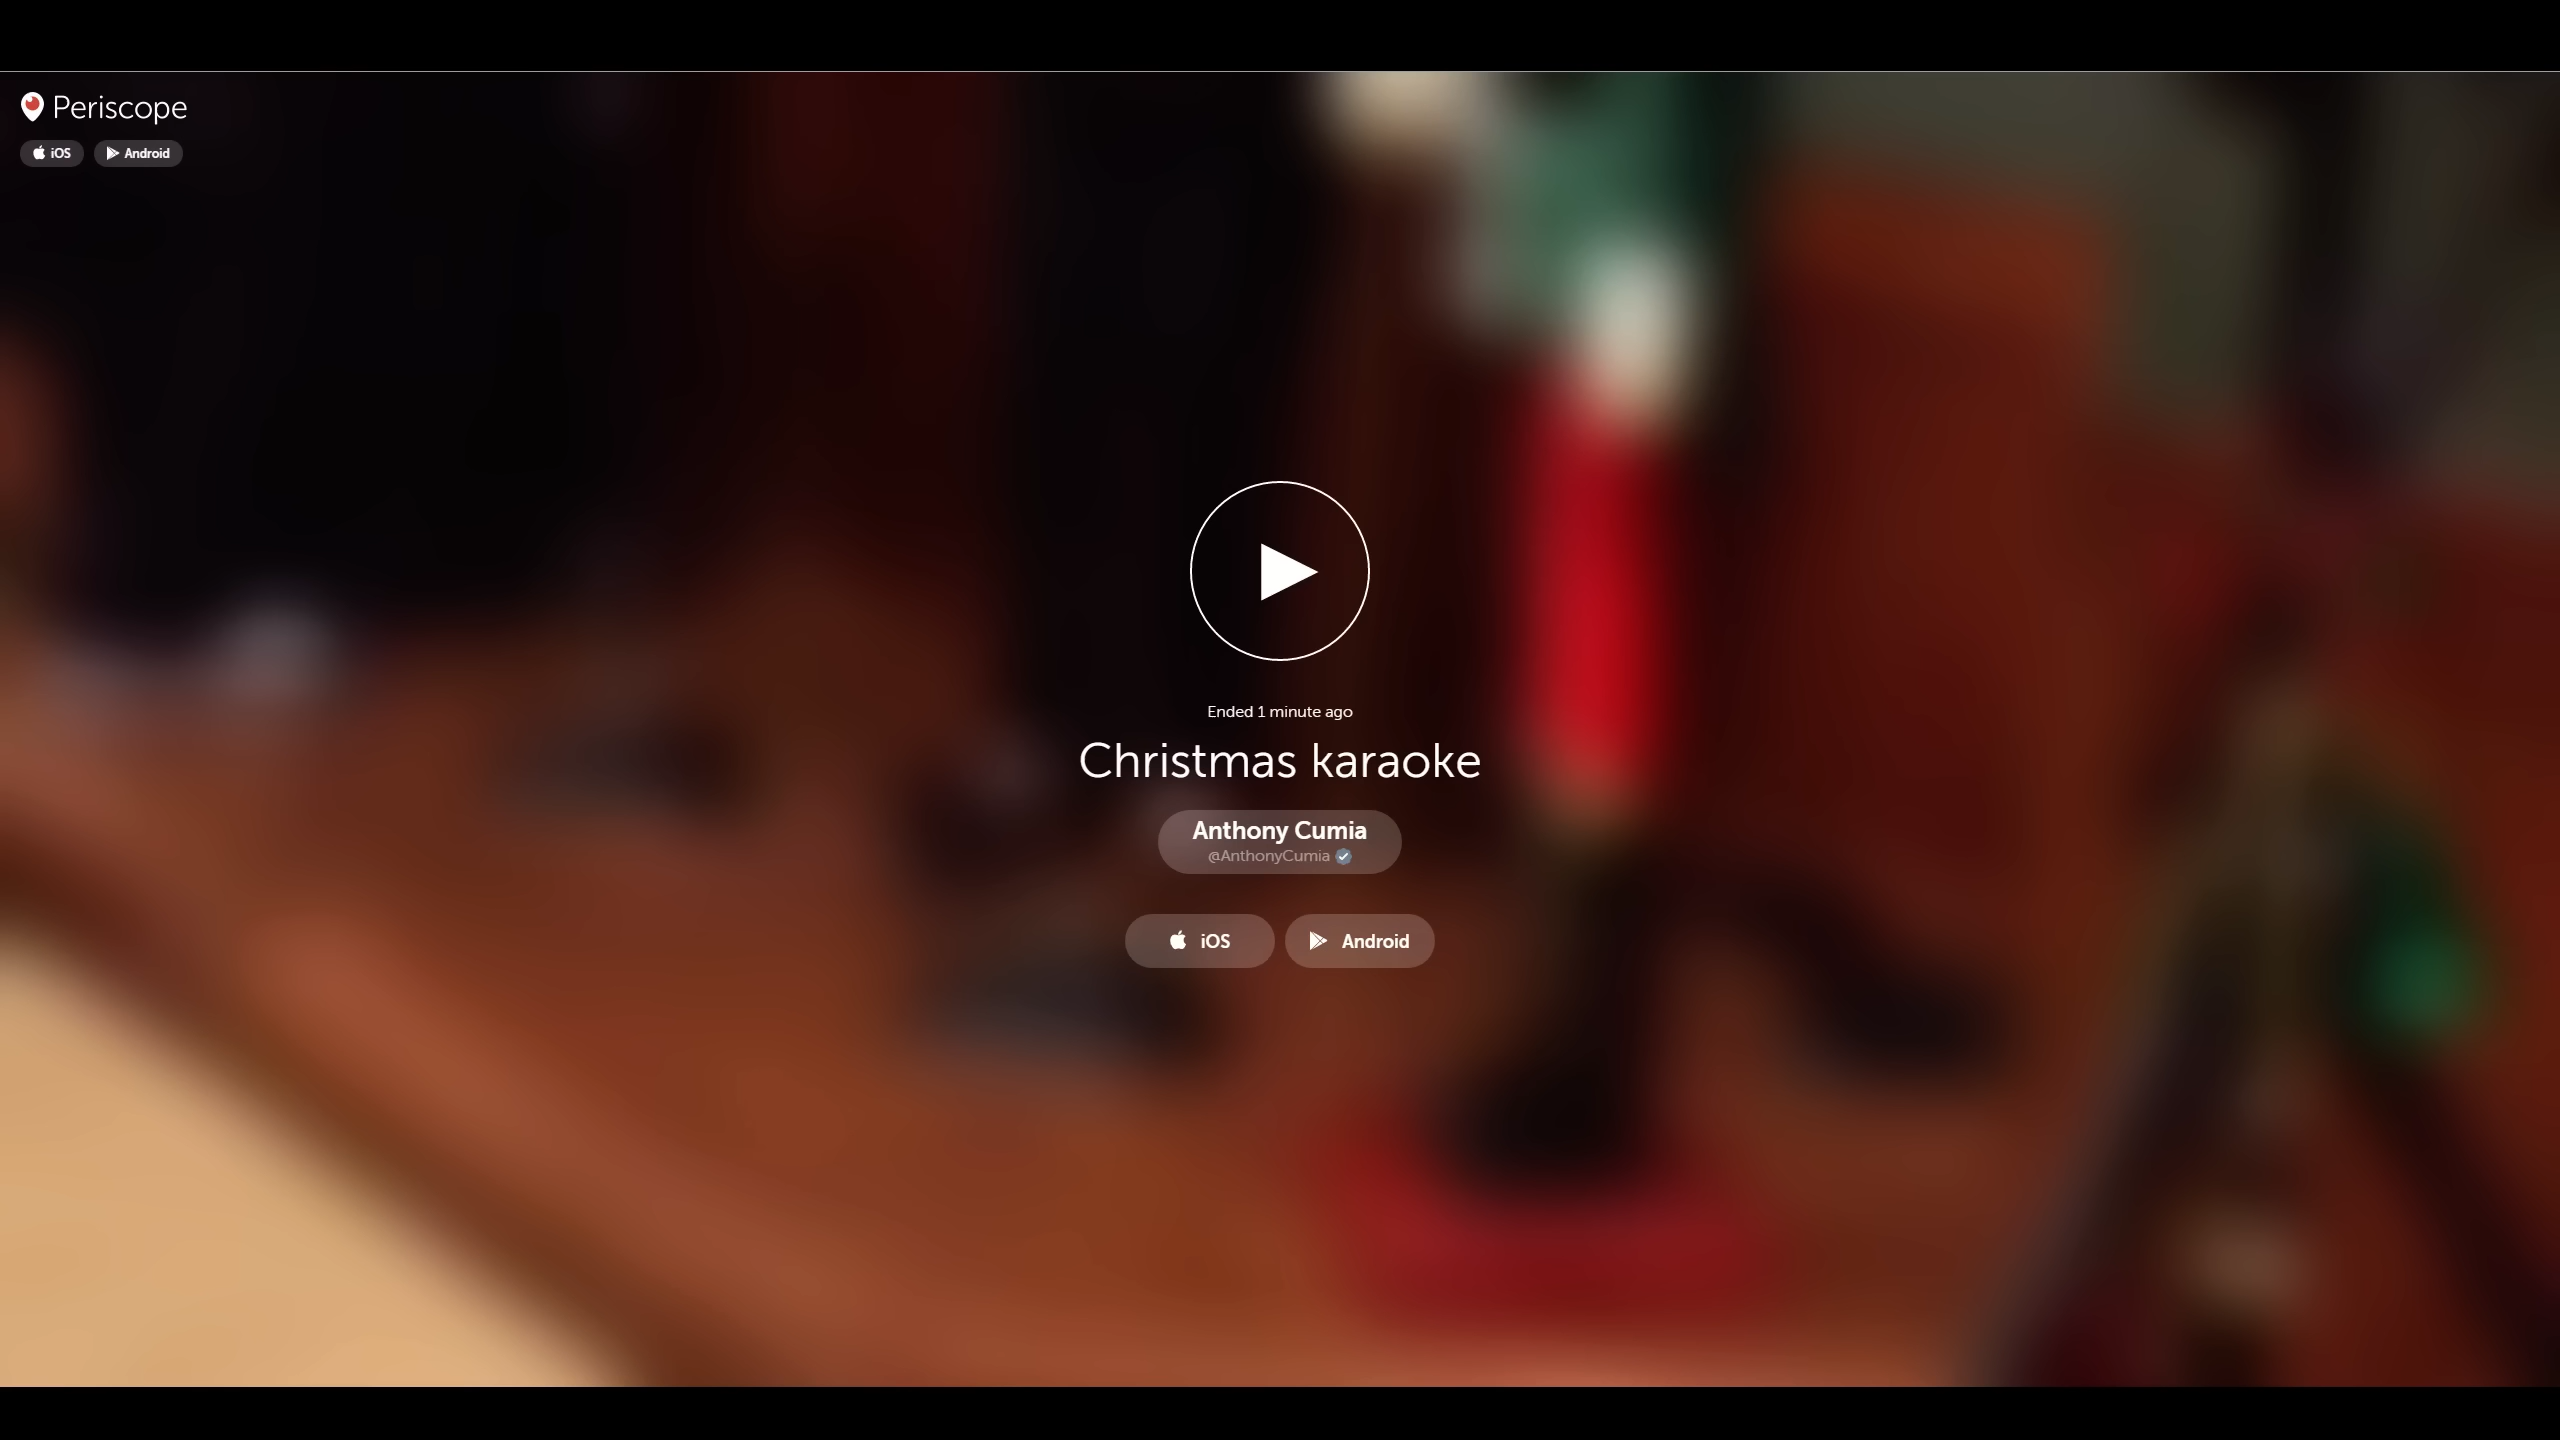 Periscope
iOS
Android
Ended 1 minute ago
Christmas karaoke
Anthony Cumia
@AnthonyCumia
iOS
Android